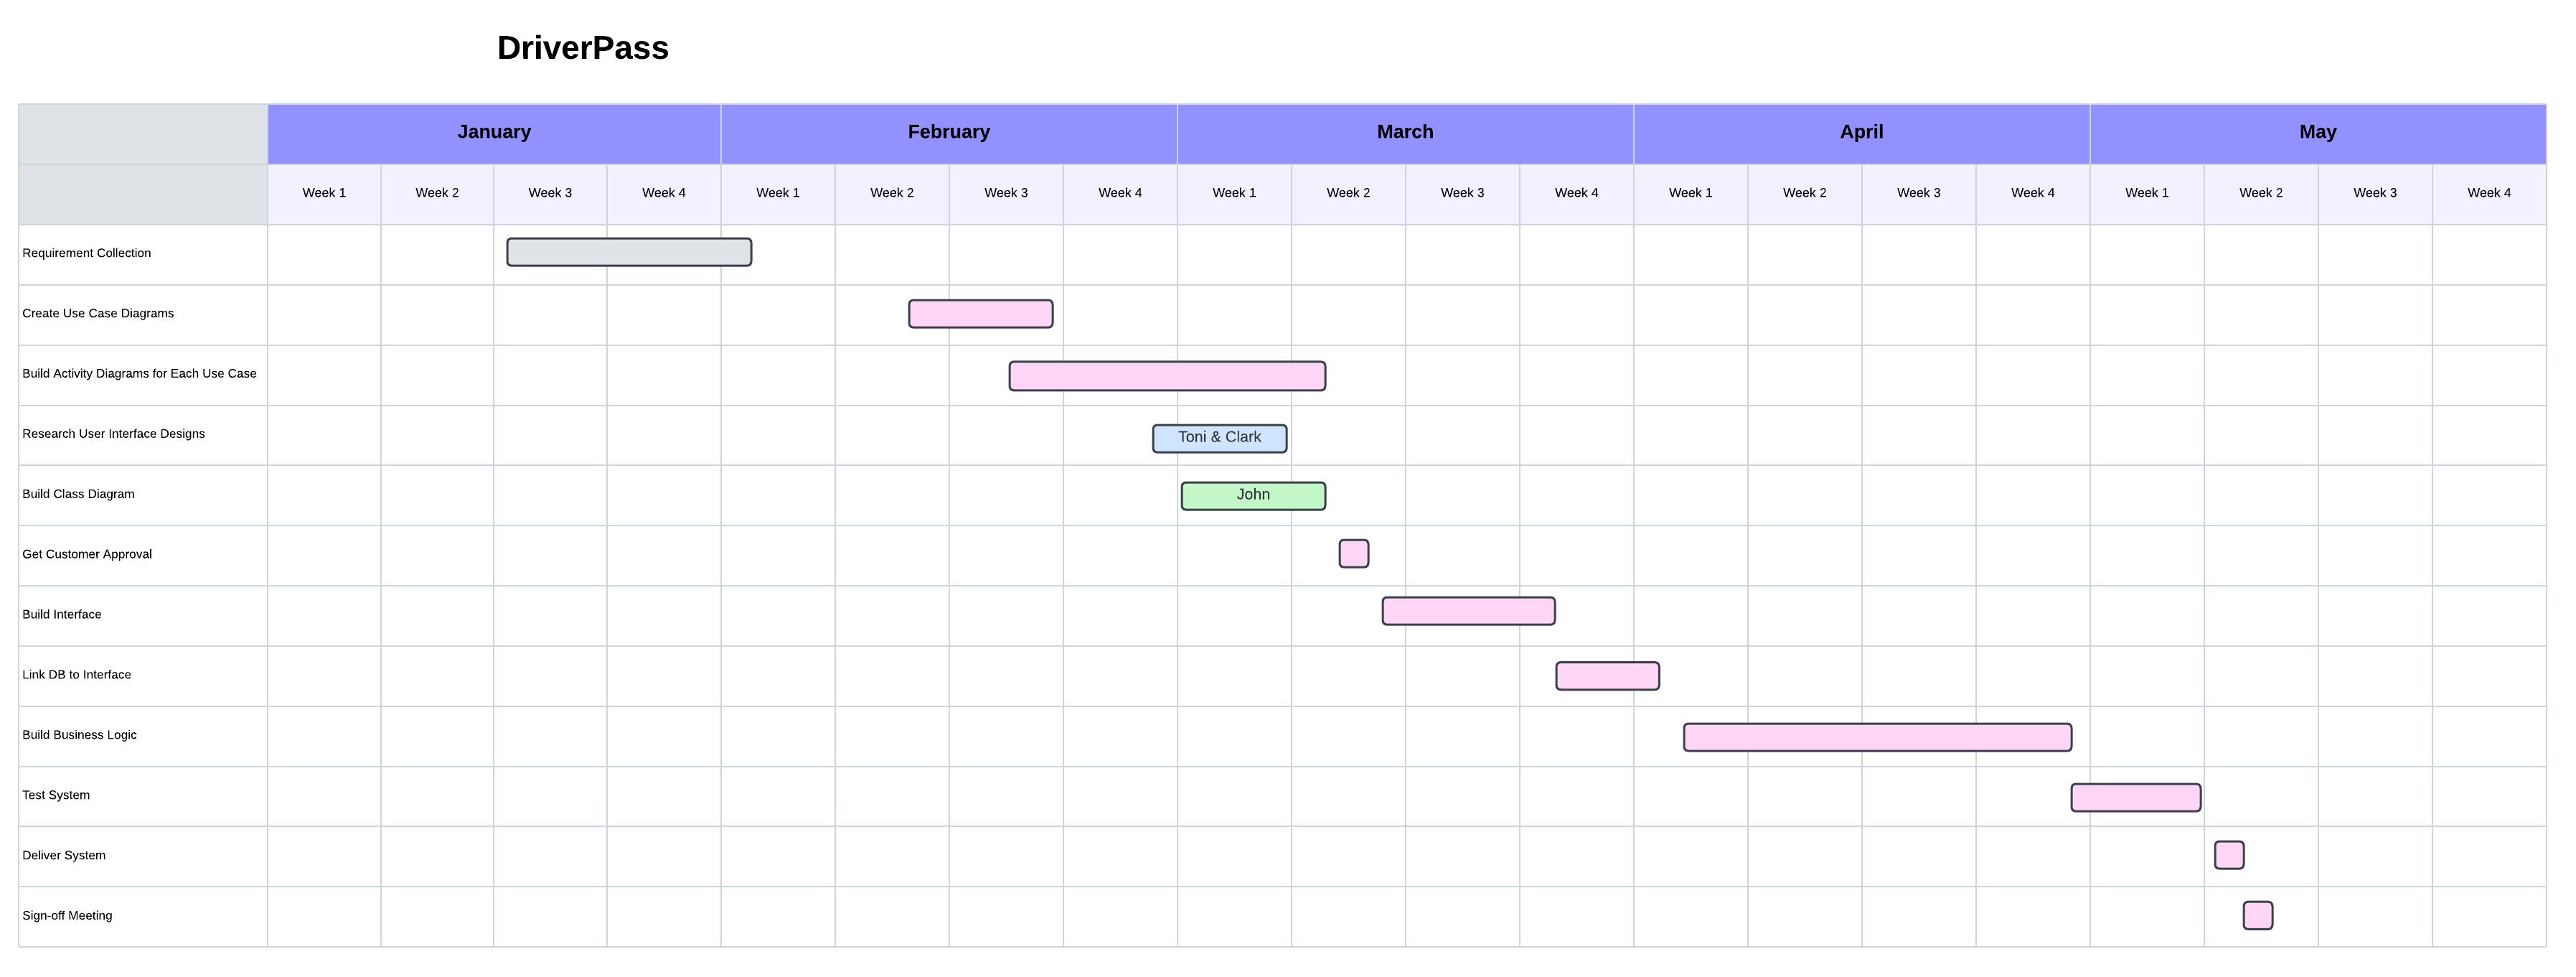 DriverPass
January February March April May
Week 1 Week 2 Week 3 Week 4 Week 1 Week 2 Week 3 Week 4 Week 1 Week 2 Week 3 Week 4 Week 1 Week 2 Week 3 Week 4 Week 1 Week 2 Week 3 Week 4
Requirement Collection
Create Use Case Diagrams
Build Activity Diagrams for Each Use Case
Research User Interface Designs Toni & Clark
Build Class Diagram John
Get Customer Approval
Build Interface
Link DB to Interface
Build Business Logic
Test System
Deliver System
Sign-off Meeting